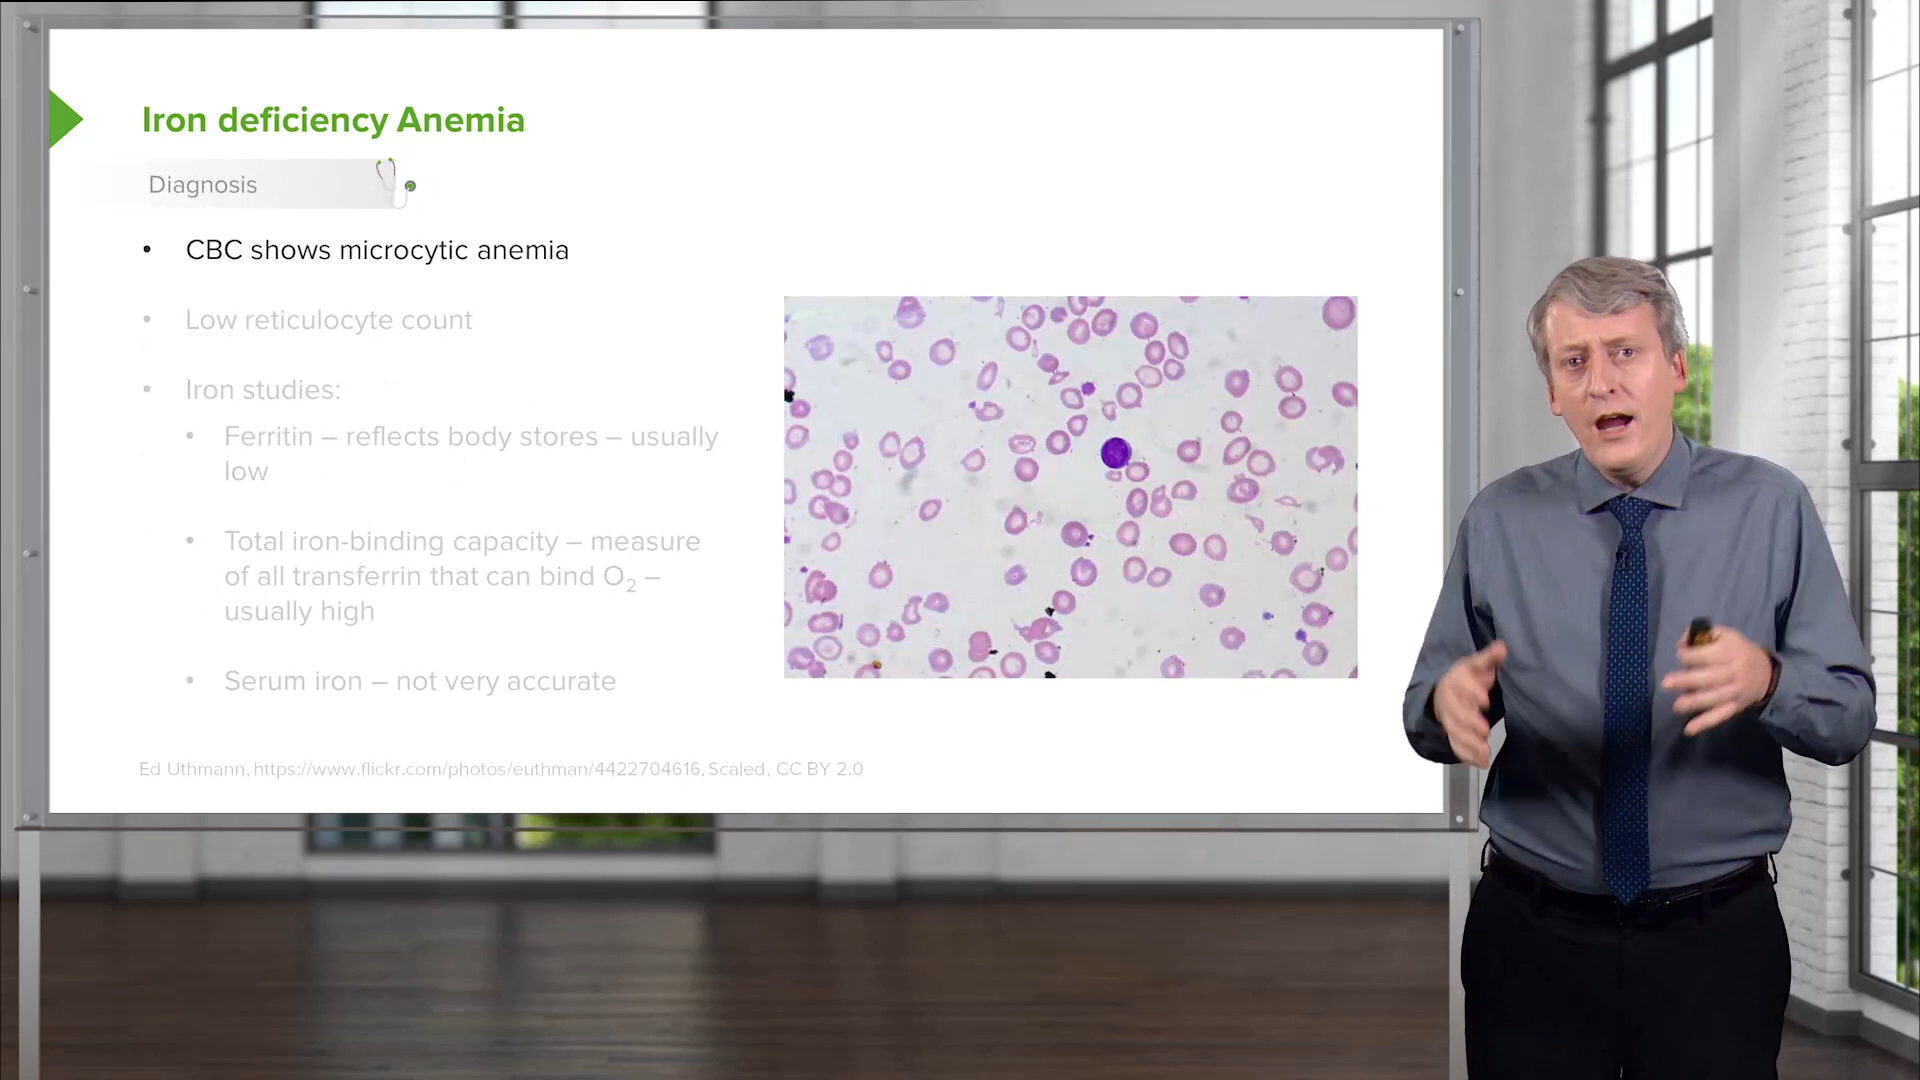 Iron deficiency Anemia
Diagnosis
• CBC shows microcytic anemia
• Low reticulocyte count
• Iron studies:
• Ferritin – reflects body stores – usually
low
• Total iron-binding capacity – measure
of all transferrin that can bind O₂ –
usually high
• Serum iron – not very accurate
Ed Uthmann, https://www.flickr.com/photos/euthman/4422704616, Scaled, CC BY 2.0